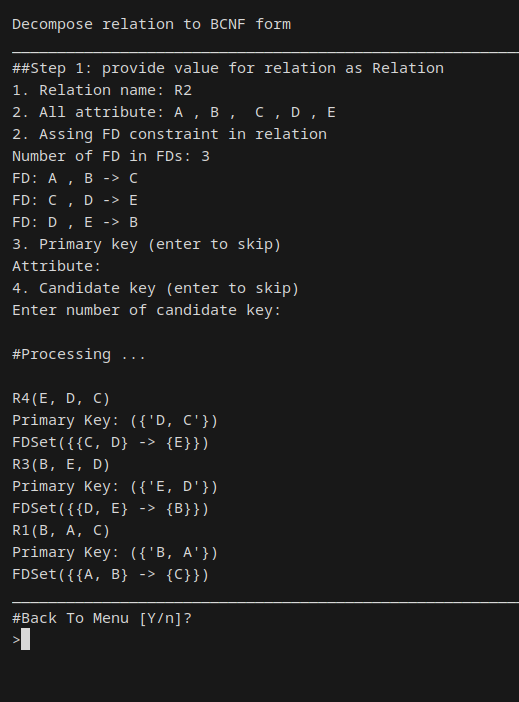 Decompose relation to BCNF form
##Step 1: provide value for relation as Relation
1. Relation name: R2
2. All attribute: A , B ,  C , D , E
2. Assing FD constraint in relation
Number of FD in FDs: 3
FD: A , B -> C
FD: C , D -> E
FD: D , E -> B
3. Primary key (enter to skip)
Attribute:
4. Candidate key (enter to skip)
Enter number of candidate key:
#Processing ...
R4(E, D, C)
Primary Key: ({'D, C'})
FDSet({{C, D} -> {E}})
R3(B, E, D)
Primary Key: ({'E, D'})
FDSet({{D, E} -> {B}})
R1(B, A, C)
Primary Key: ({'B, A'})
FDSet({{A, B} -> {C}})
#Back To Menu [Y/n]?
>